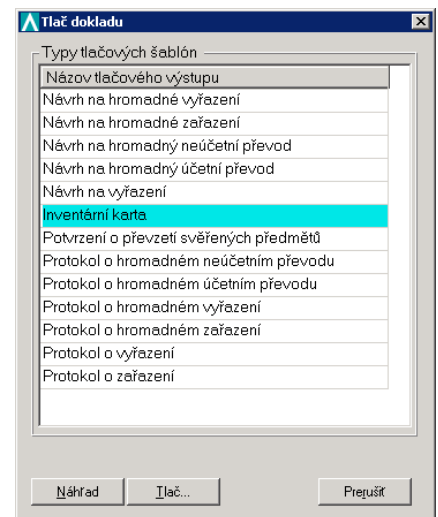 Tlač dokladu
Typy tlačových šablón
Názov tlačového výstupu
Návrh na hromadné vyřazení
Návrh na hromadné zařazení
Návrh na hromadný neúčetní převod
Návrh na hromadný účetní převod
Návrh na vyřazení
Inventární karta
Potvrzení o převzetí svěřených předmětů
Protokol o hromadném neúčetním převodu
Protokol o hromadném účetním převodu
Protokol o hromadném vyřazení
Protokol o hromadném zařazení
Protokol o vyřazení
Protokol o zařazení
Náhľad Tlač... Prerušiť